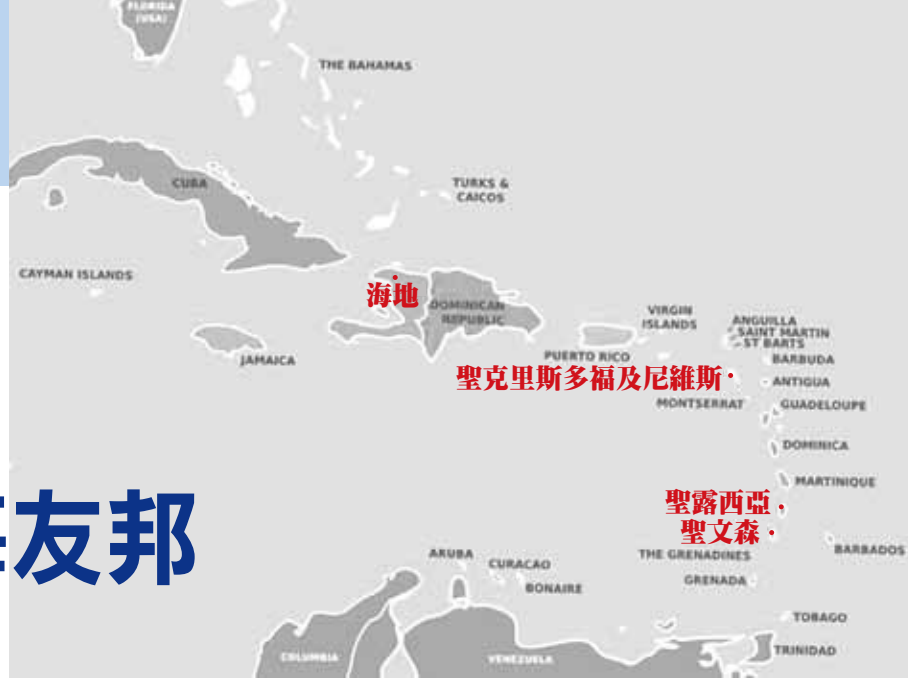 FLORIDA
(USA)
THE BAHAMAS
CUBA
TURKS &
CAICOS
CAYMAN ISLANDS
海地
DOMINICAN
REPUBLIC
JAMAICA
VIRGIN
ISLANDS
ANGUILLA
SAINT MARTIN
ST BARTS
PUERTO RICO
BARBUDA
聖克里斯多福及尼維斯
ANTIGUA
MONTSERRAT
GUADELOUPE
DOMINICA
MARTINIQUE
聖露西亞
聖文森
友邦
THE GRENADINES
BARBADOS
ARUBA
CURACAO
BONAIRE
GRENADA
TOBAGO
TRINIDAD
COLUMBIA
VENEZUELA